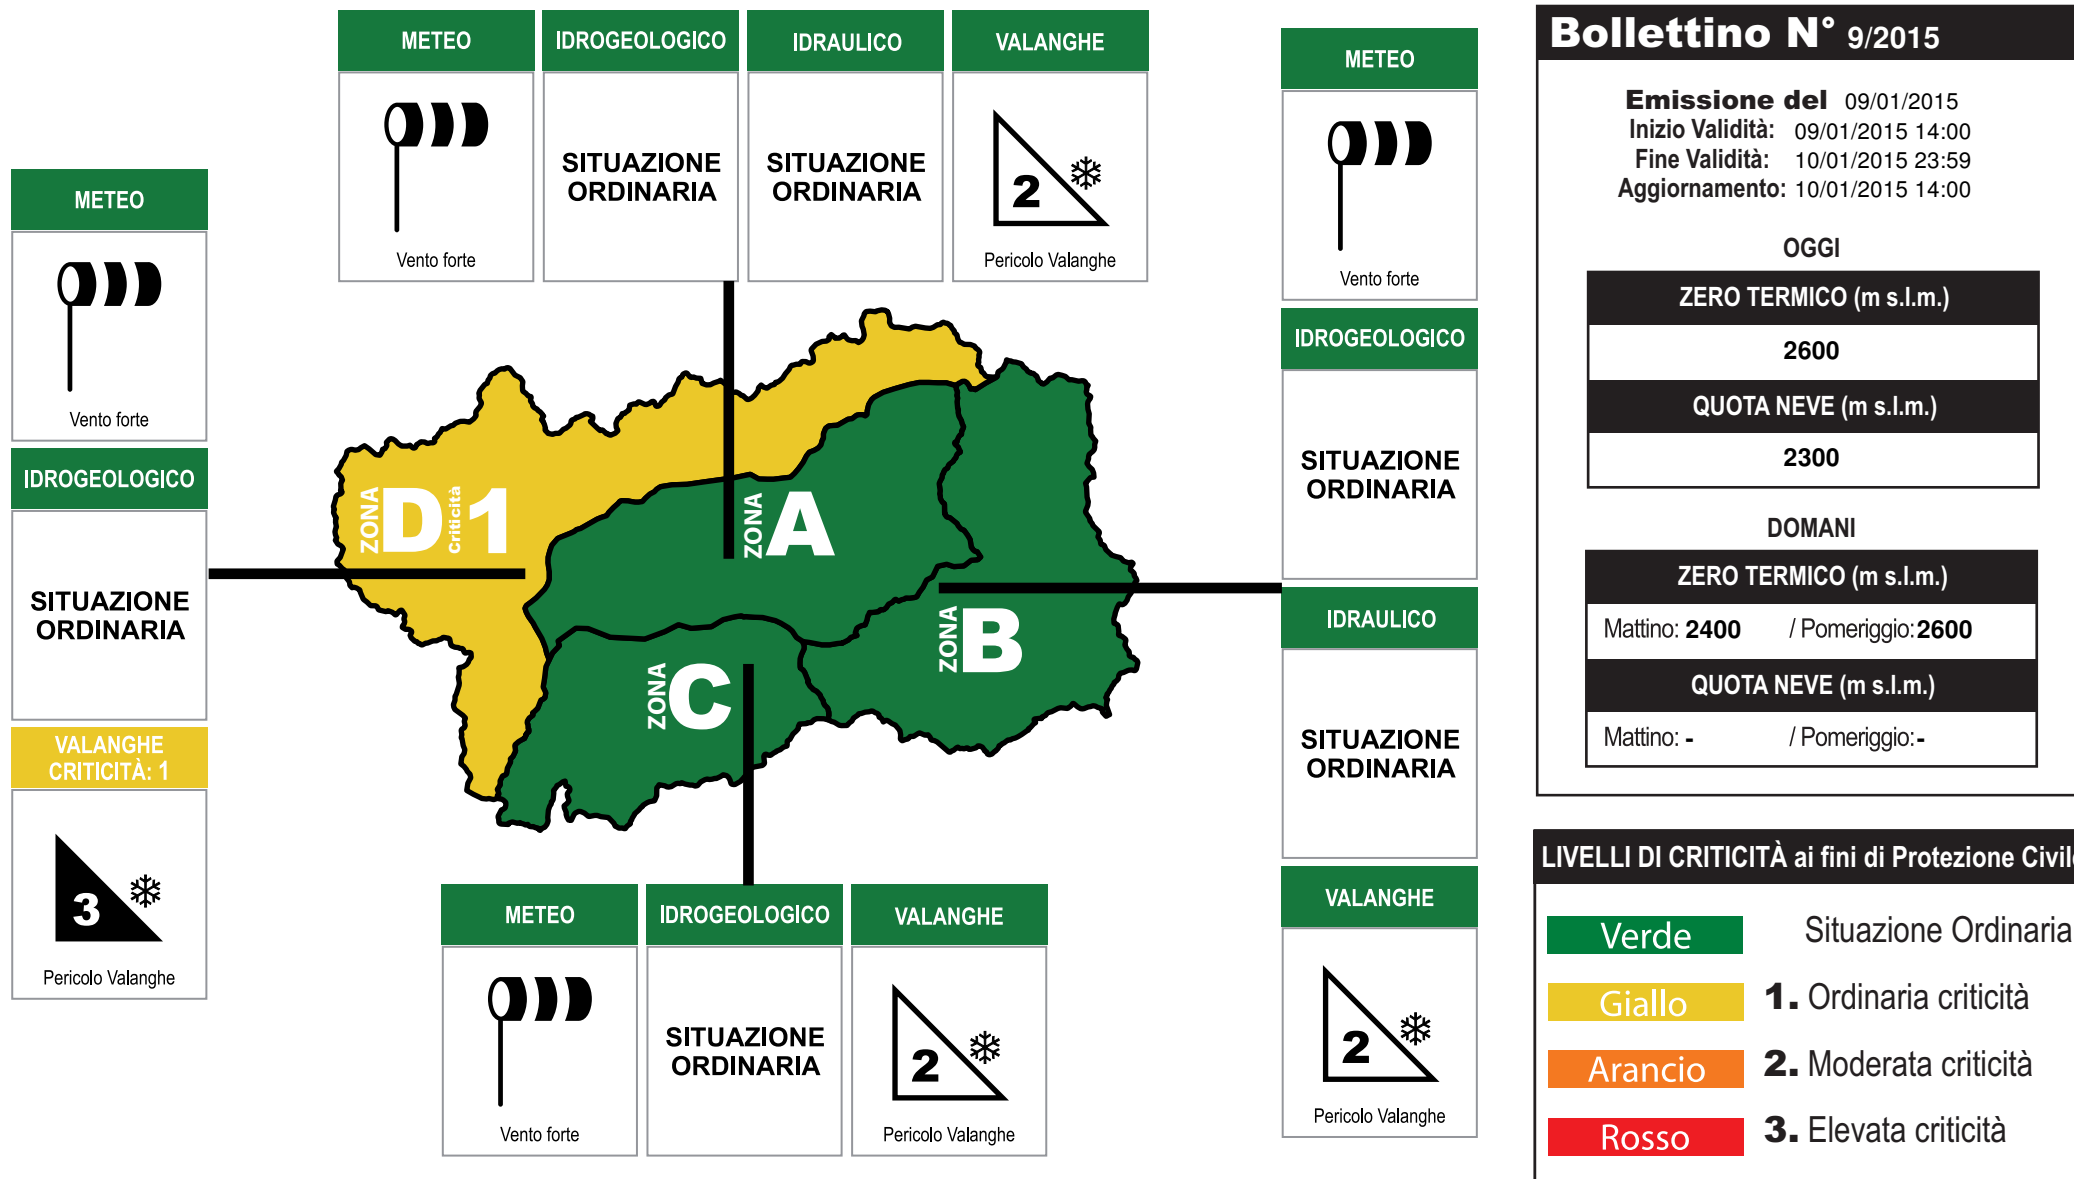 METEO
Vento forte
IDROGEOLOGICO
SITUAZIONE
ORDINARIA
VALANGHE
CRITICITÀ: 1
3
Pericolo Valanghe
METEO
Vento forte
IDROGEOLOGICO
SITUAZIONE
ORDINARIA
IDRAULICO
SITUAZIONE
ORDINARIA
VALANGHE
2
Pericolo Valanghe
METEO
Vento forte
IDROGEOLOGICO
SITUAZIONE
ORDINARIA
IDRAULICO
SITUAZIONE
ORDINARIA
VALANGHE
2
Pericolo Valanghe
ZONA D Criticità 1
ZONA A
ZONA B
ZONA C
METEO
Vento forte
IDROGEOLOGICO
SITUAZIONE
ORDINARIA
VALANGHE
2
Pericolo Valanghe
Bollettino N° 9/2015
Emissione del 09/01/2015
Inizio Validità: 09/01/2015 14:00
Fine Validità: 10/01/2015 23:59
Aggiornamento: 10/01/2015 14:00
OGGI
ZERO TERMICO (m s.l.m.)
2600
QUOTA NEVE (m s.l.m.)
2300
DOMANI
ZERO TERMICO (m s.l.m.)
Mattino: 2400 / Pomeriggio: 2600
QUOTA NEVE (m s.l.m.)
Mattino: - / Pomeriggio: -
LIVELLI DI CRITICITÀ ai fini di Protezione Civile
Verde Situazione Ordinaria
Giallo 1. Ordinaria criticità
Arancio 2. Moderata criticità
Rosso 3. Elevata criticità